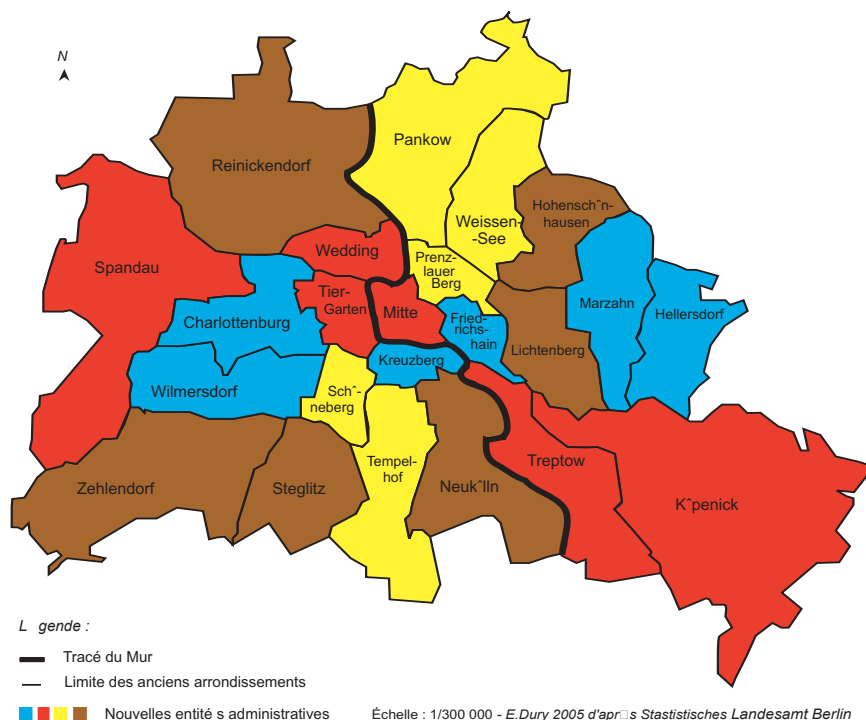 N
Pankow
Reinickendorf
Hohenschˆn-
hausen
Weissen-
-See
Wedding
Prenz-
lauer
Berg
Spandau
Tier-
Garten
Mitte
Marzahn
Hellersdorf
Charlottenburg
Fried-
richs-
hain
Lichtenberg
Kreuzberg
Wilmersdorf
Schˆ-
neberg
Tempel-
hof
Treptow
Zehlendorf
Steglitz
Neukˆlln
Kˆpenick
L gende :
Tracé du Mur
Limite des anciens arrondissements
Nouvelles entité s administratives
Échelle : 1/300 000 - E.Dury 2005 d'apr□s Stastistisches Landesamt Berlin